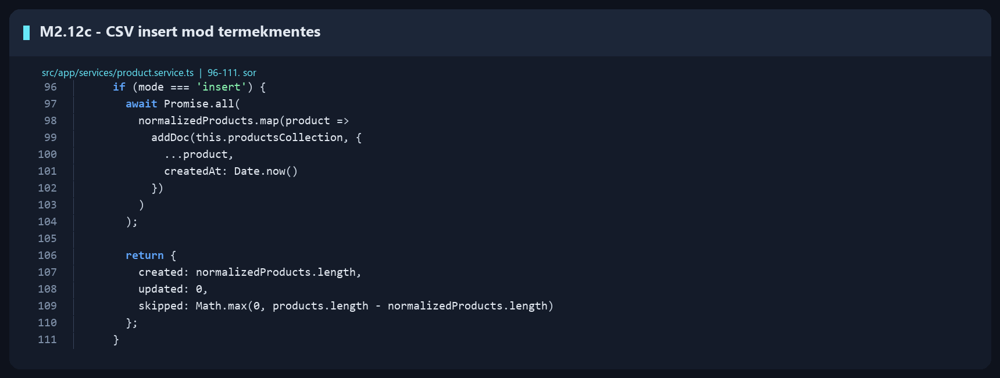 M2.12c - CSV insert mod termekmentes
src/app/services/product.service.ts | 96-111. sor
96 if (mode === 'insert') {
97 await Promise.all(
98 normalizedProducts.map(product =>
99 addDoc(this.productsCollection, {
100 ...product,
101 createdAt: Date.now()
102 })
103 )
104 );
105
106 return {
107 created: normalizedProducts.length,
108 updated: 0,
109 skipped: Math.max(0, products.length - normalizedProducts.length)
110 };
111 }